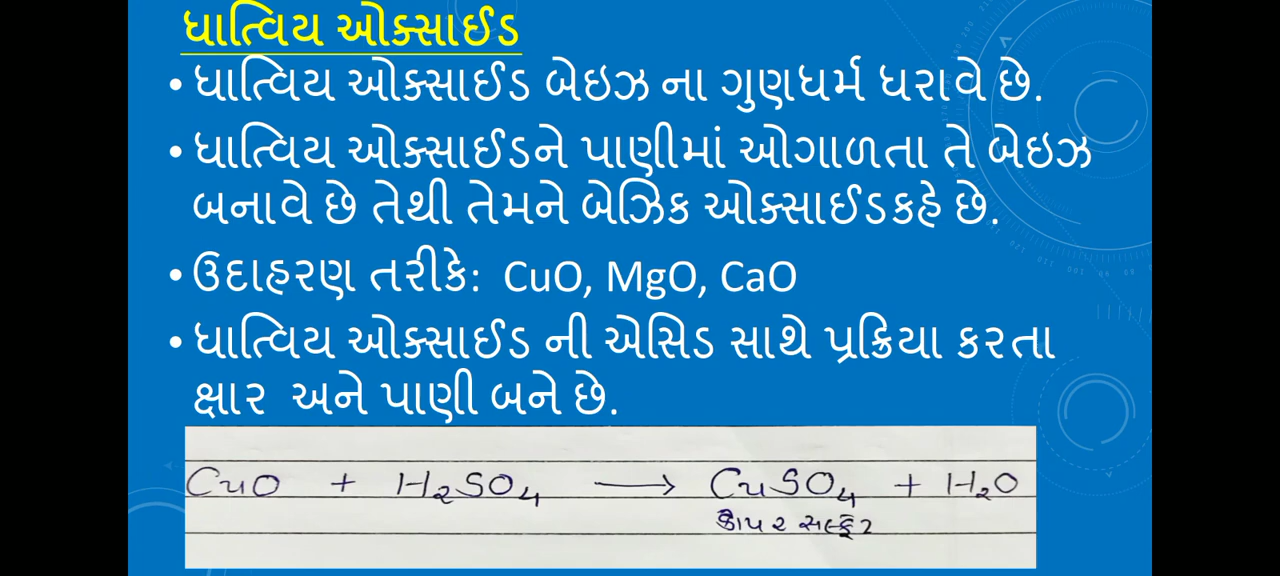 ધાત્વિય ઓક્સાઈડ
• ધાત્વિય ઓક્સાઈડ બેઇઝ ના ગુણધર્મ ધરાવે છે.
• ધાત્વિય ઓક્સાઈડને પાણીમાં ઓગાળતા તે બેઇઝ
બનાવે છે તેથી તેમને બેઝિક ઓક્સાઈડકહે છે.
• ઉદાહરણ તરીકે: CuO, MgO, CaO
• ધાત્વિય ઓક્સાઈડ ની એસિડ સાથે પ્રક્રિયા કરતા
ક્ષાર અને પાણી બને છે.
CuO + H₂SO₄ → CuSO₄ + H₂O
કોપર